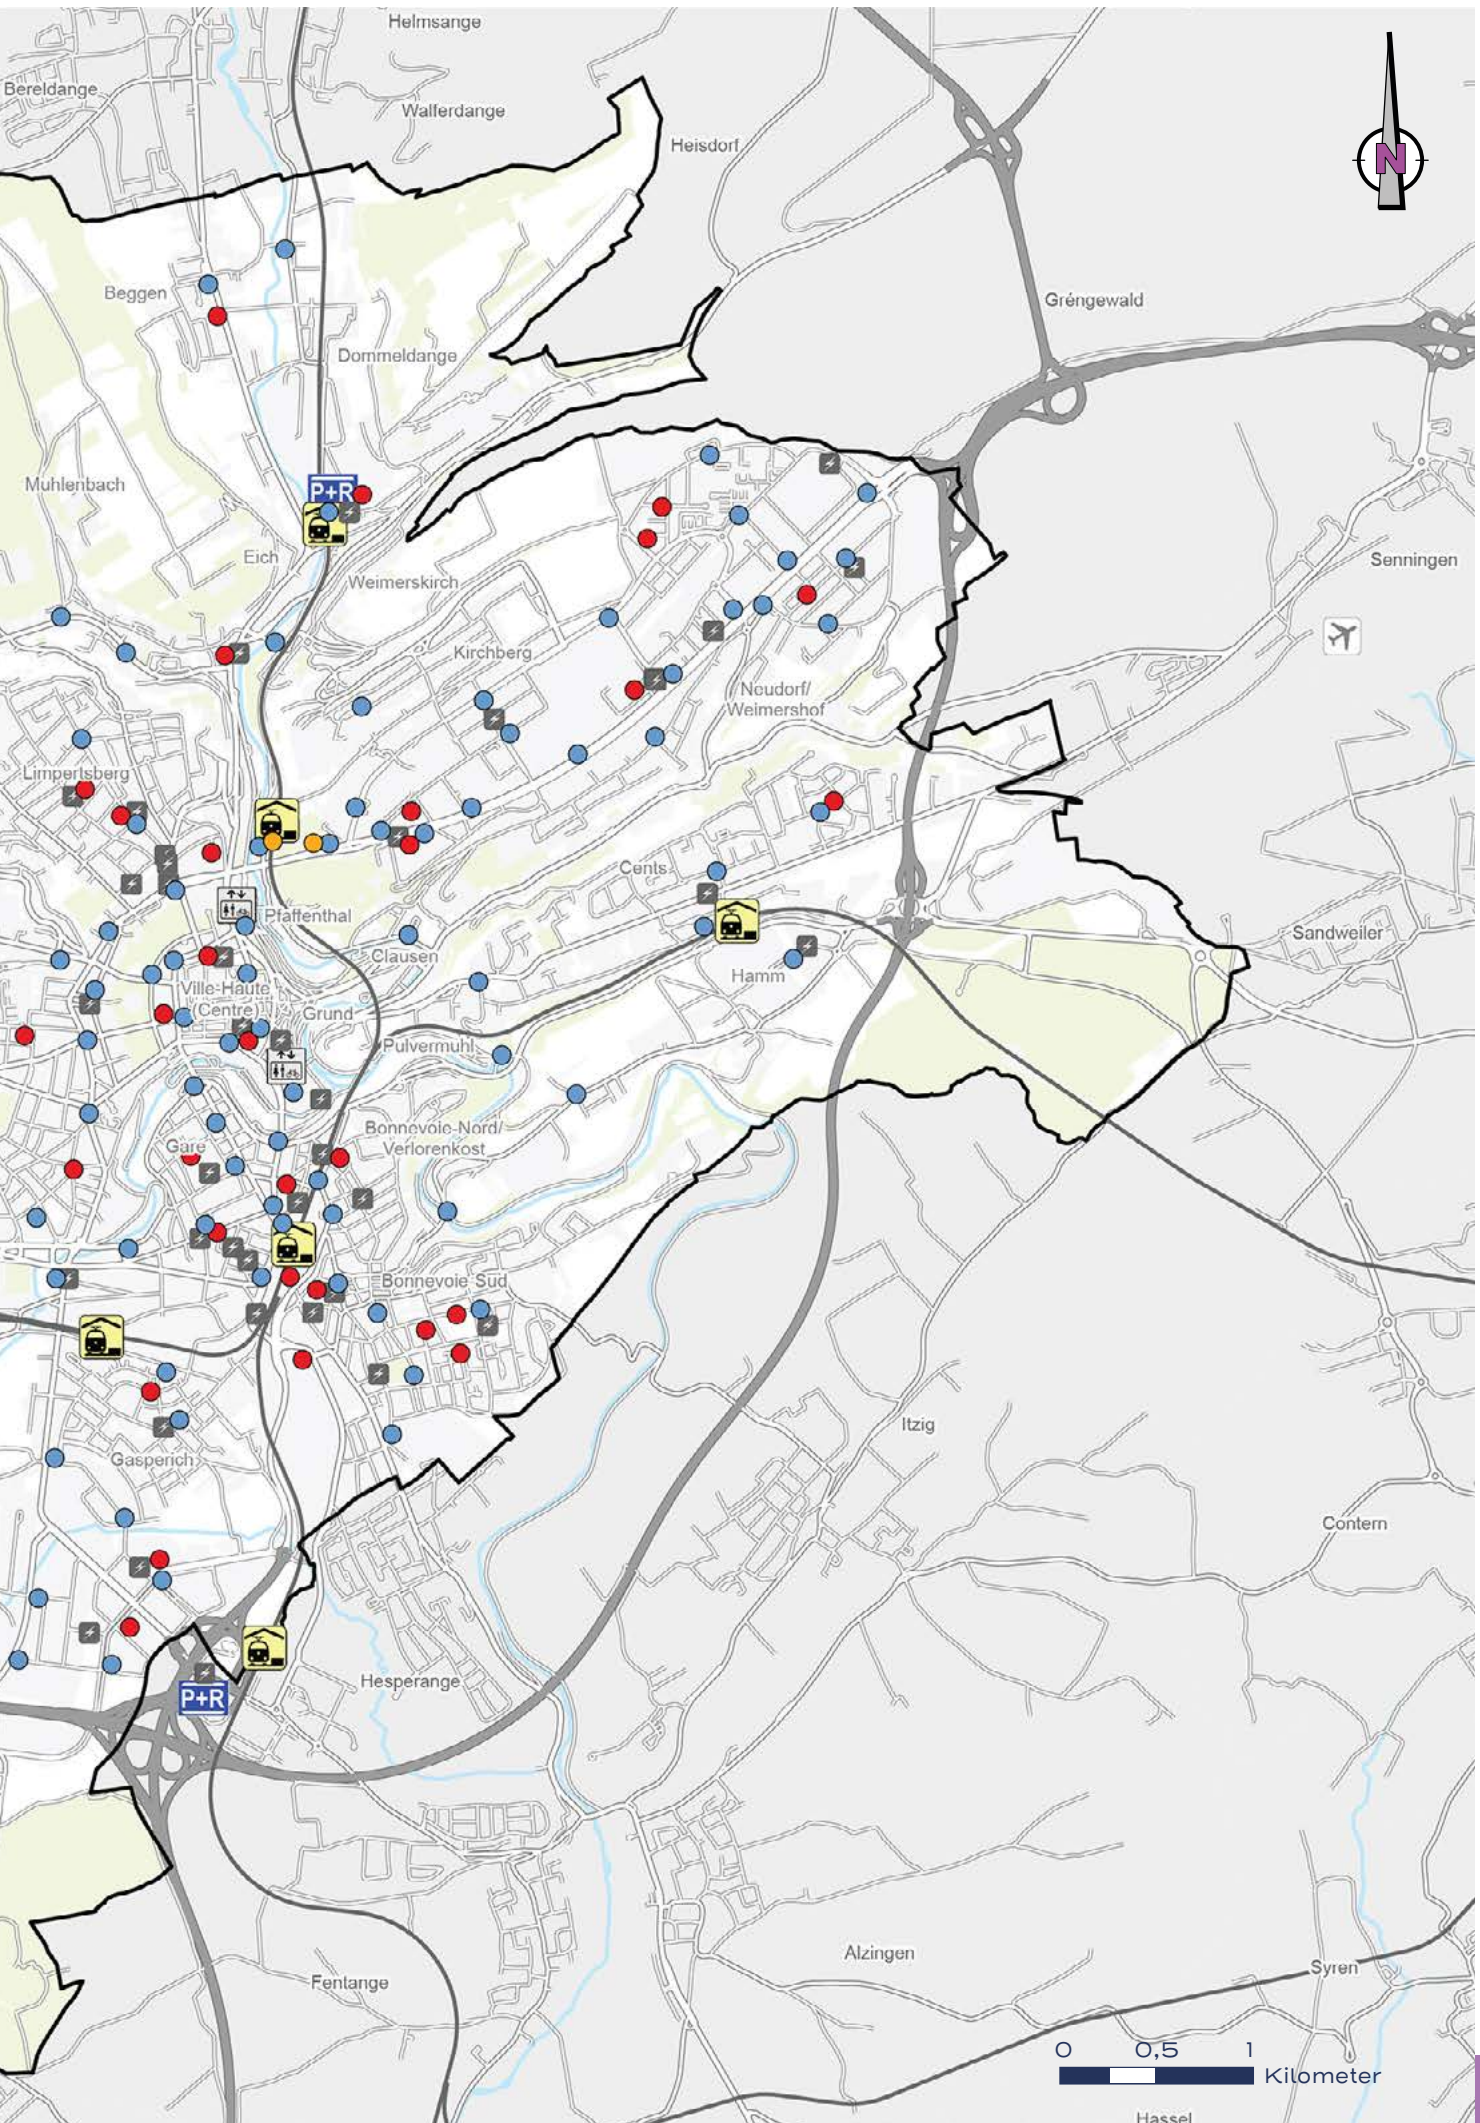 Helmsange
Bereldange
Walferdange
Heisdorf
N
Beggen
Gréngewald
Dommeldange
Muhlenbach
P+R
Eich
Weimerskirch
Senningen
Kirchberg
Neudorf/
Weimershof
Limpertsberg
Cents
Pfaffenthal
Clausen
Sandweiler
Hamm
Ville-Haute
(Centre)
Grund
Pulvermuhl
Bonnevoie-Nord/
Verlorenkost
Gare
Bonnevoie Sud
Itzig
Gasperich
Contern
Hesperange
P+R
Alzingen
Syren
Fentange
0 0,5 1
Kilometer
Hassel